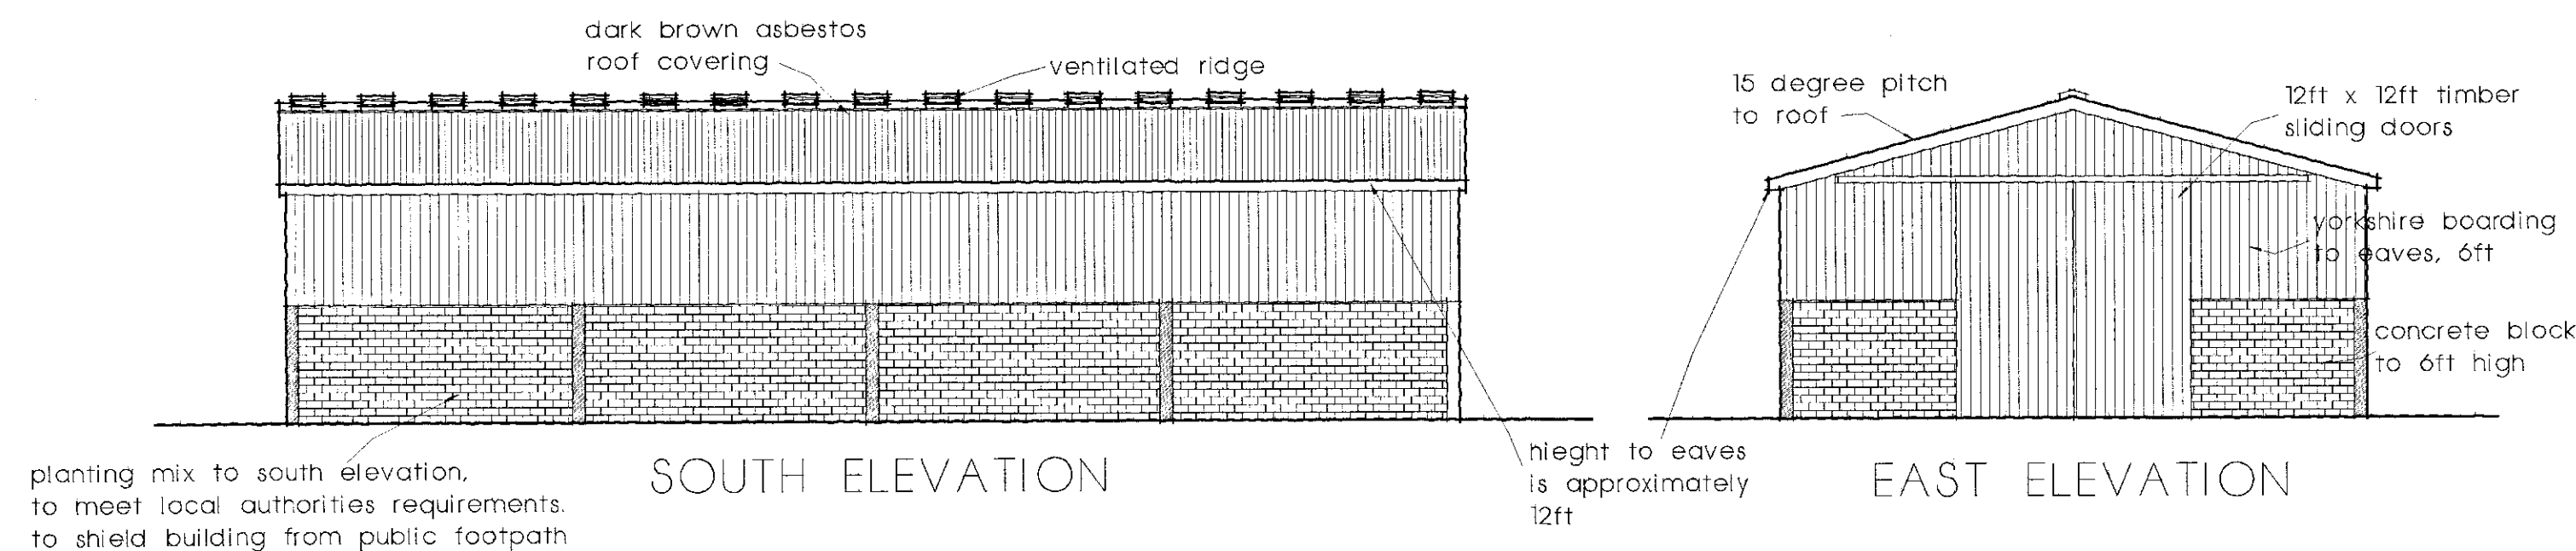 dark brown asbestos
roof covering
ventilated ridge
15 degree pitch
to roof
12ft x 12ft timber
sliding doors
yorkshire boarding
to eaves, 6ft
concrete block
to 6ft high
hieght to eaves
is approximately
12ft
planting mix to south elevation,
to meet local authorities requirements.
to shield building from public footpath
SOUTH ELEVATION
EAST ELEVATION